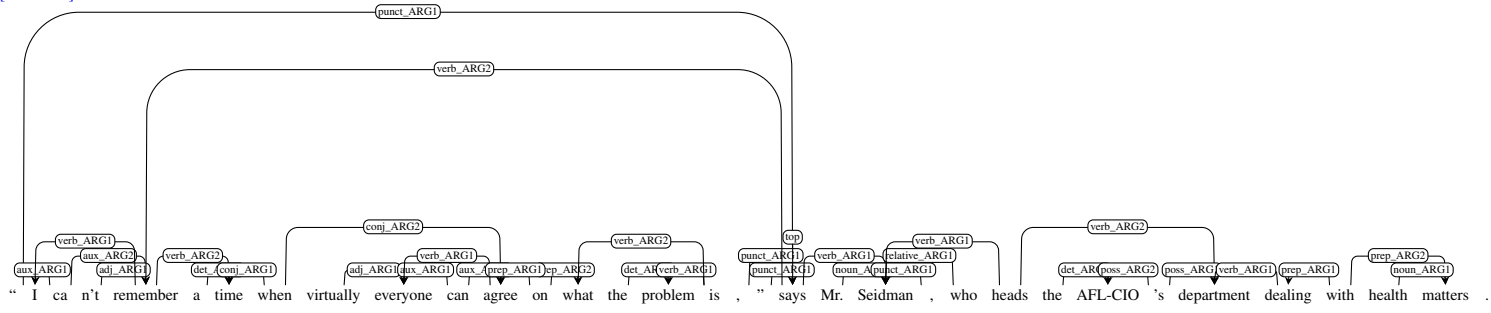 punct_ARG1
verb_ARG2
conj_ARG2 verb_ARG2
top
verb_ARG1 verb_ARG2 verb_ARG1
aux_ARG2 verb_ARG2 verb_ARG1 punct_ARG1 verb_ARG1 relative_ARG1 prep_ARG2
aux_ARG1 adj_ARG1 conj_ARG1 adj_ARG1 aux_ARG1 prep_ARG1 verb_ARG1 punct_ARG1 punct_ARG1 poss_ARG2 verb_ARG1 prep_ARG1 noun_ARG1
“ I ca n't remember a time when virtually everyone can agree on what the problem is , ” says Mr. Seidman , who heads the AFL-CIO 's department dealing with health matters .